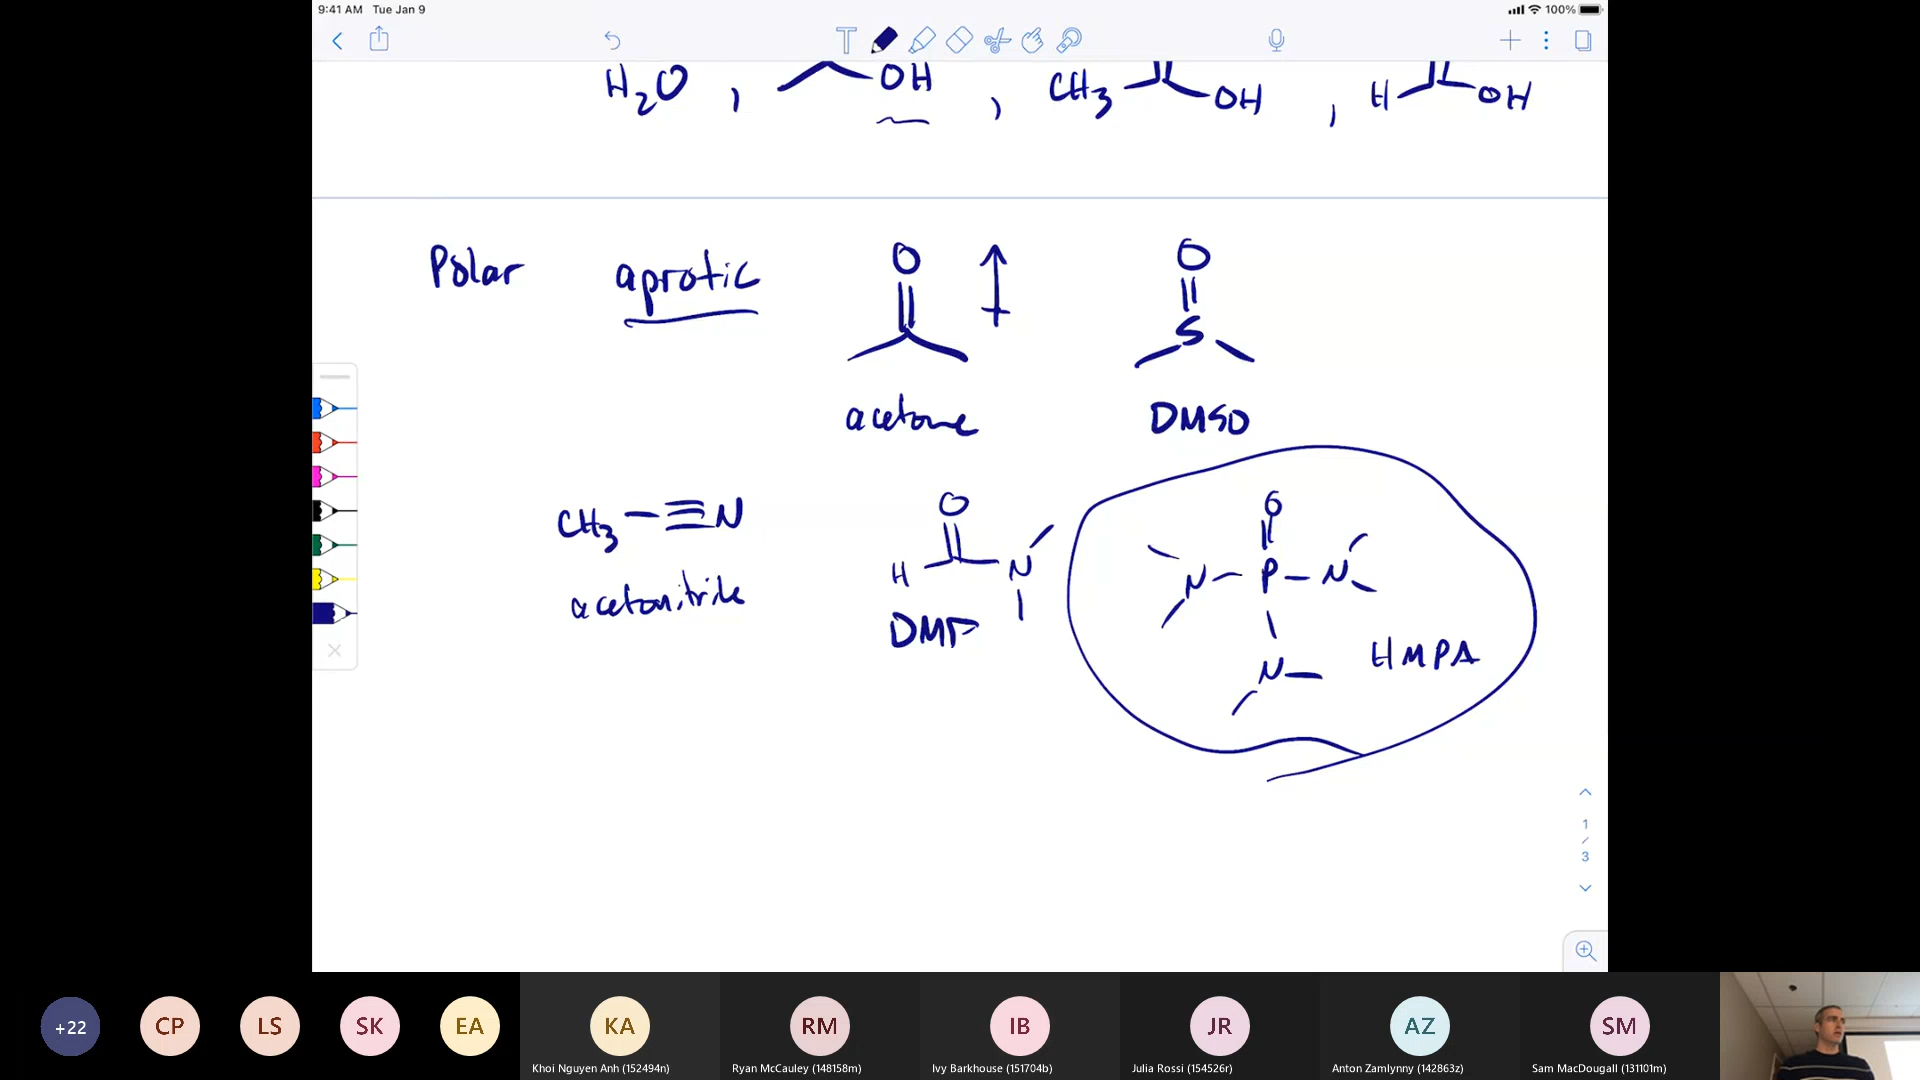 9:41 AM Tue Jan 9 100%
H2O , OH , CH3 OH , H OH
Polar aprotic O O
S
acetone DMSO
CH3 — ≡N O O
H N N P N
acetonitrile DMF N HMPA
1
/
3
+22 CP LS SK EA KA RM IB JR AZ SM
Khoi Nguyen Anh (152494n) Ryan McCauley (148158m) Ivy Barkhouse (151704b) Julia Rossi (154526r) Anton Zamlynny (142863z) Sam MacDougall (131101m)